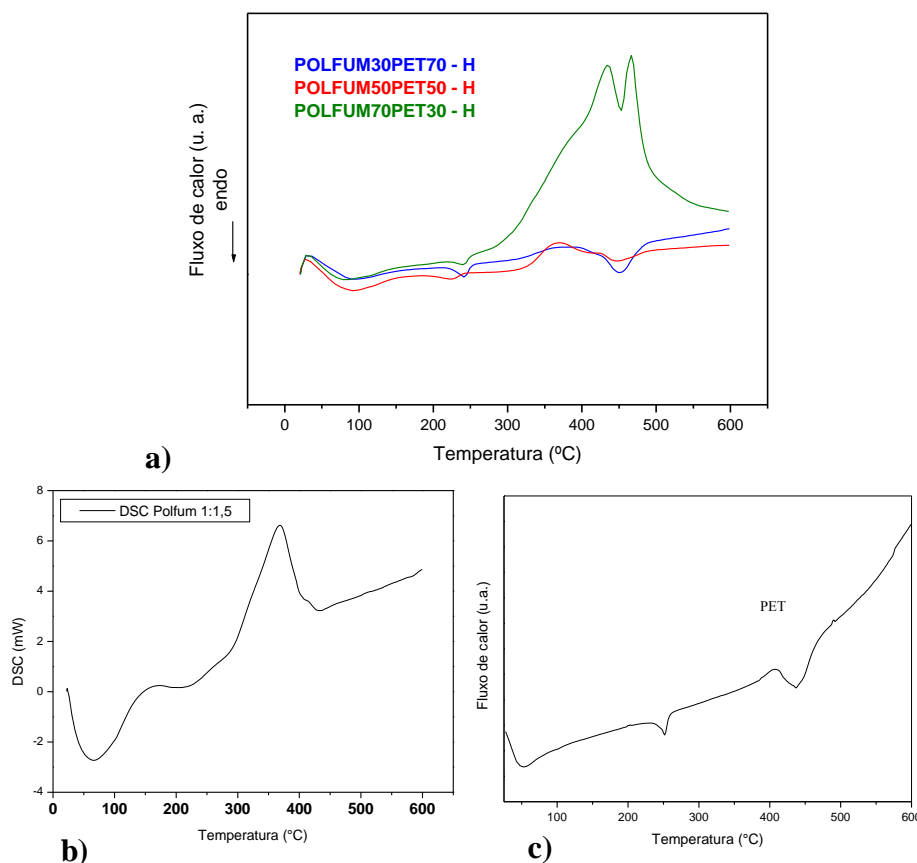 POLFUM30PET70 - H
POLFUM50PET50 - H
POLFUM70PET30 - H
Fluxo de calor (u. a.)
endo
0 100 200 300 400 500 600
Temperatura (ºC)
a)
8
6
4
2
0
-2
-4
DSC Polfum 1:1,5
DSC (mW)
0 100 200 300 400 500 600
Temperatura (°C)
b)
PET
Fluxo de calor (u.a.)
100 200 300 400 500 600
Temperatura (°C)
c)